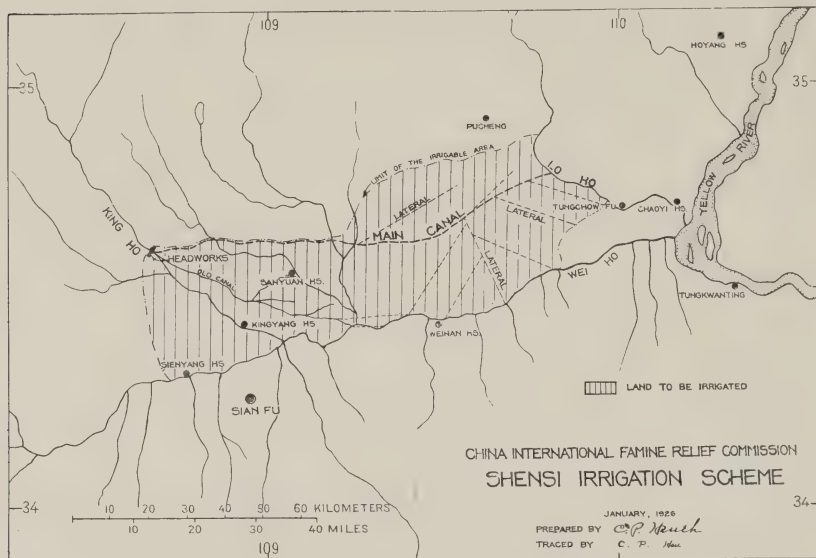 109
110
35
35
HOYANG HS
PUCHENG
LIMIT OF THE IRRIGABLE AREA
LO HO
TUNGCHOW FU
CHAOYI HS
YELLOW RIVER
LATERAL
LATERAL
MAIN CANAL
KING HO
HEADWORKS
OLD CANAL
SANYUAN HS.
LATERAL
WEI HO
TUNGKWANTING
KINGYANG HS
WEINAN HS.
SIENYANG HS
SIAN FU
LAND TO BE IRRIGATED
CHINA INTERNATIONAL FAMINE RELIEF COMMISSION
SHENSI IRRIGATION SCHEME
34
34
10 20 30 40 50 60 KILOMETERS
10 20 30 40 MILES
109
110
JANUARY, 1926
PREPARED BY C.P. Hsueh
TRACED BY C. P. Hsu